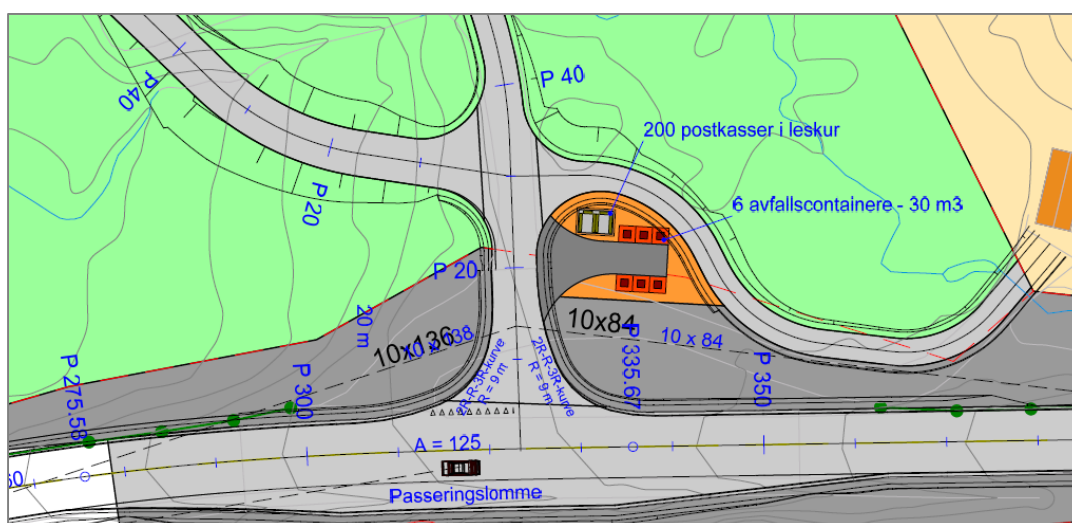 P 40
P 40
200 postkasser i leskur
P 20
6 avfallscontainere - 30 m3
P 20
20 m
10x136
10x84
10 x 84
P 275.58
P 300
2R-R-3R-kurve
R = 9 m
2R-R-3R-kurve
R = 9 m
P 335.67
P 350
A = 125
Passeringslomme